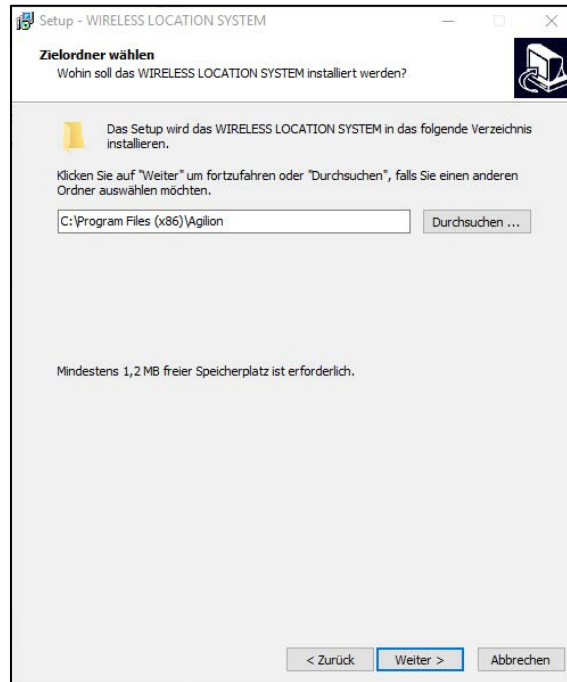 Setup - WIRELESS LOCATION SYSTEM
Zielordner wählen
Wohin soll das WIRELESS LOCATION SYSTEM installiert werden?
Das Setup wird das WIRELESS LOCATION SYSTEM in das folgende Verzeichnis
installieren.
Klicken Sie auf "Weiter" um fortzufahren oder "Durchsuchen", falls Sie einen anderen
Ordner auswählen möchten.
C:\Program Files (x86)\Agilion
Durchsuchen ...
Mindestens 1,2 MB freier Speicherplatz ist erforderlich.
< Zurück
Weiter >
Abbrechen